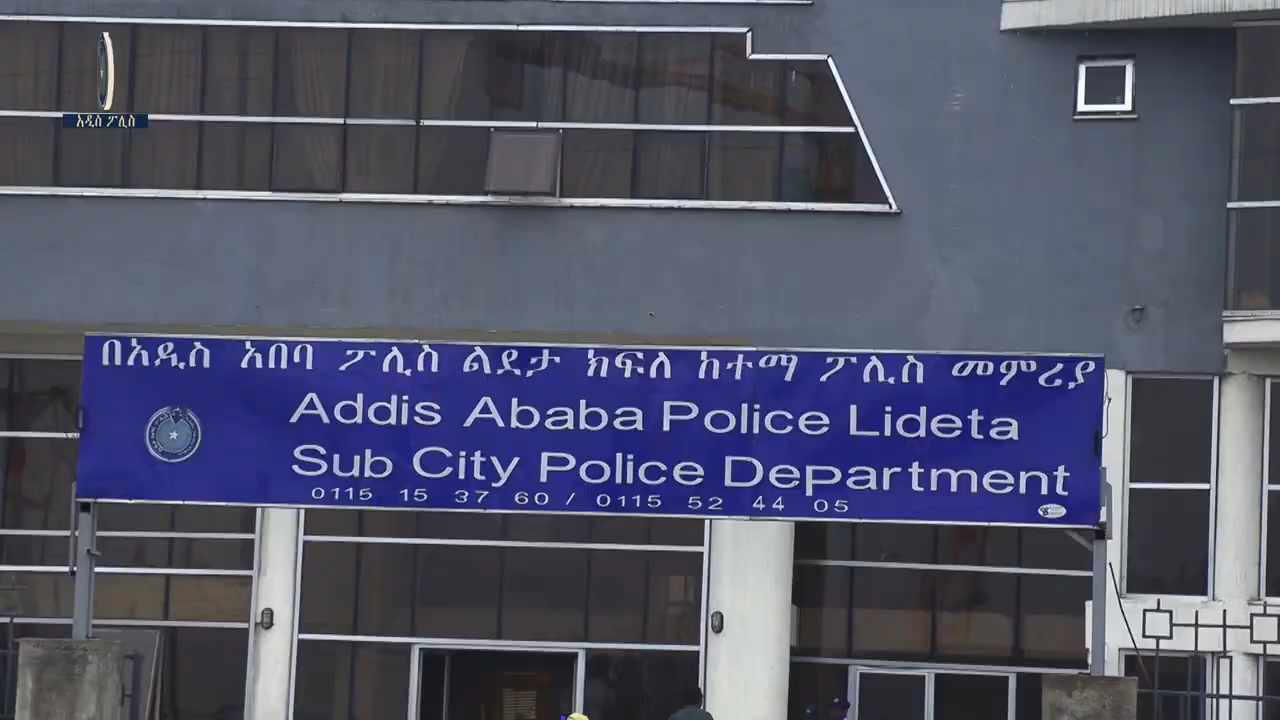 አዲስ ፖሊስ
በአዲስ አበባ ፖሊስ ልደታ ክፍለ ከተማ ፖሊስ መምሪያ
Addis Ababa Police Lideta
Sub City Police Department
0115 15 37 60 / 0115 52 44 05